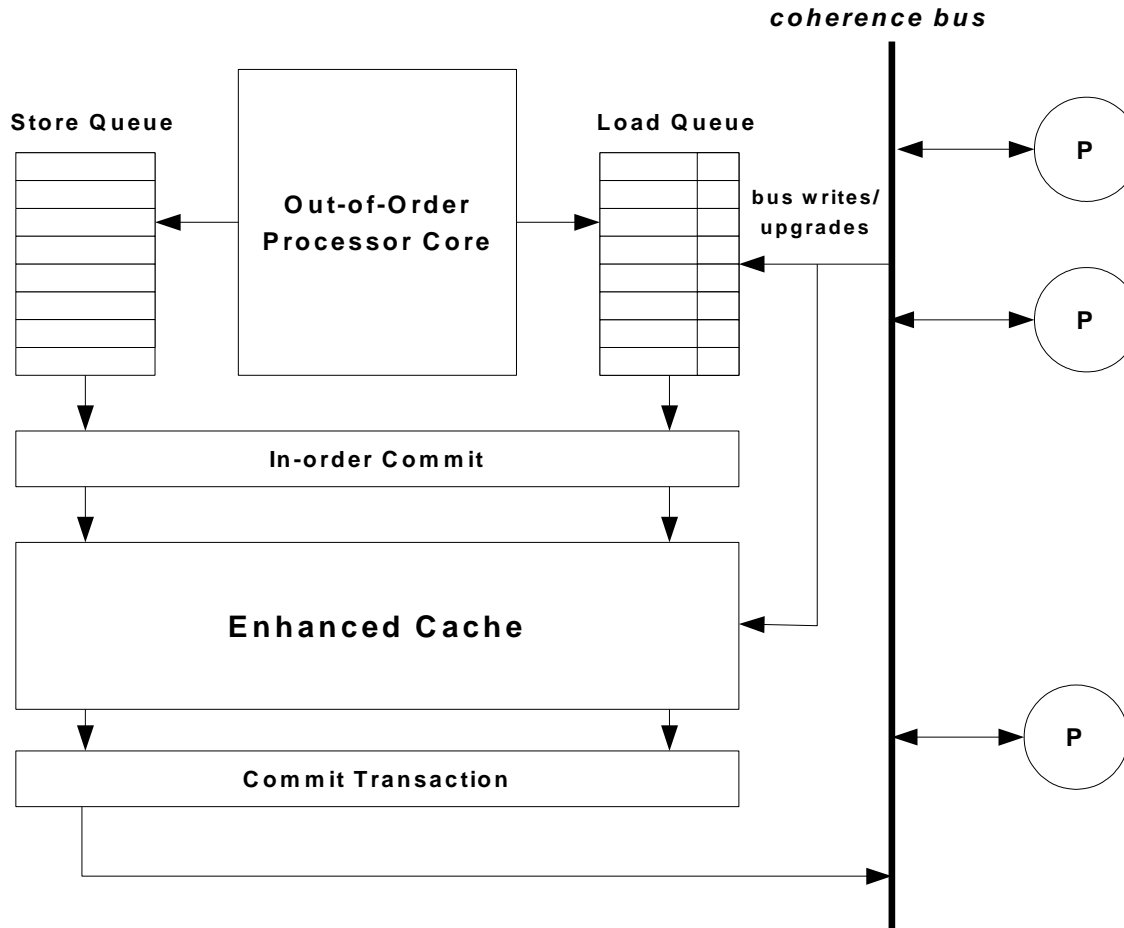 coherence bus
Store Queue
Load Queue
Out-of-Order
Processor Core
bus writes/
upgrades
P
P
In-order Commit
Enhanced Cache
P
Commit Transaction